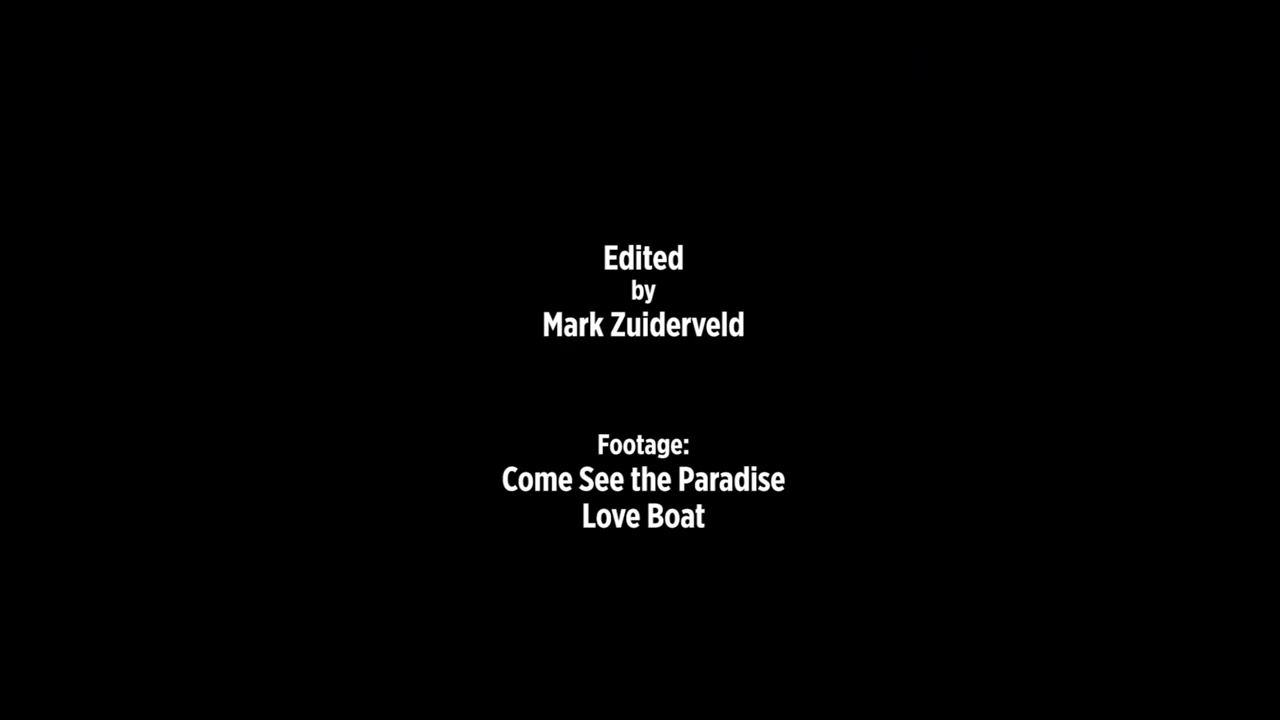 Edited
by
Mark Zuiderveld
Footage:
Come See the Paradise
Love Boat